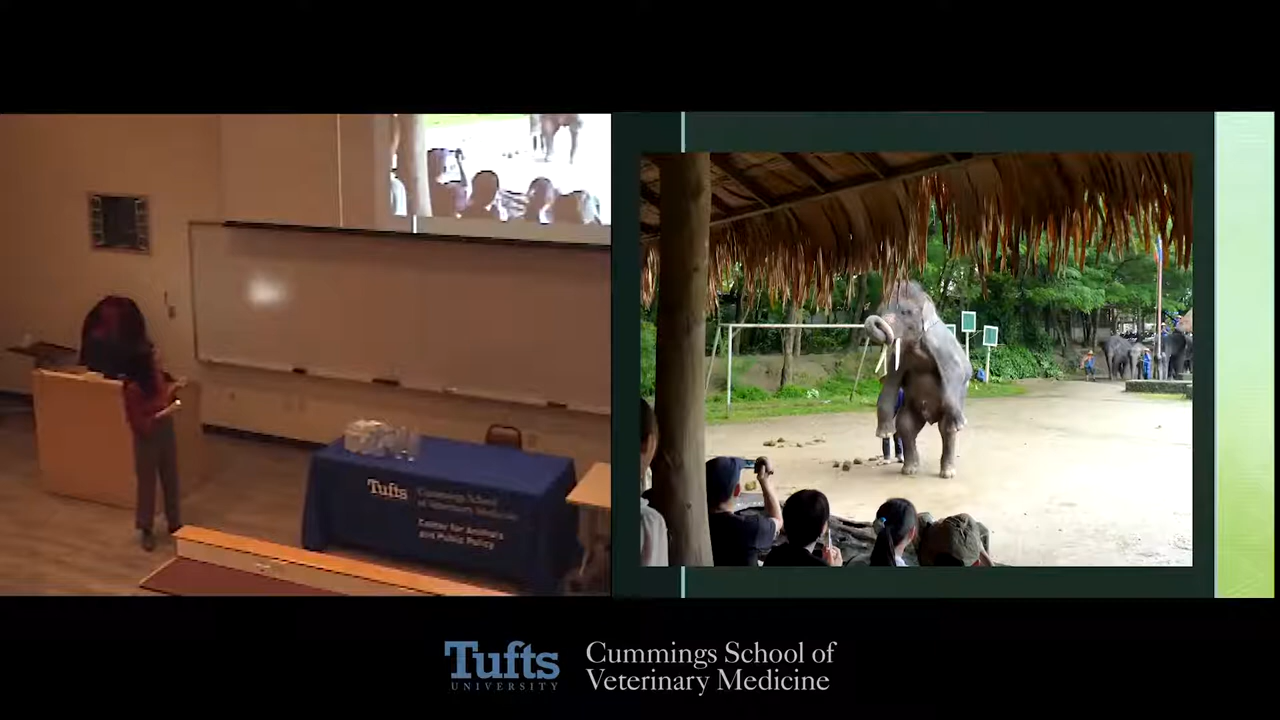 Tufts
Cummings School
of Veterinary Medicine
Center for Animals
and Public Policy
Tufts
UNIVERSITY
Cummings School of
Veterinary Medicine